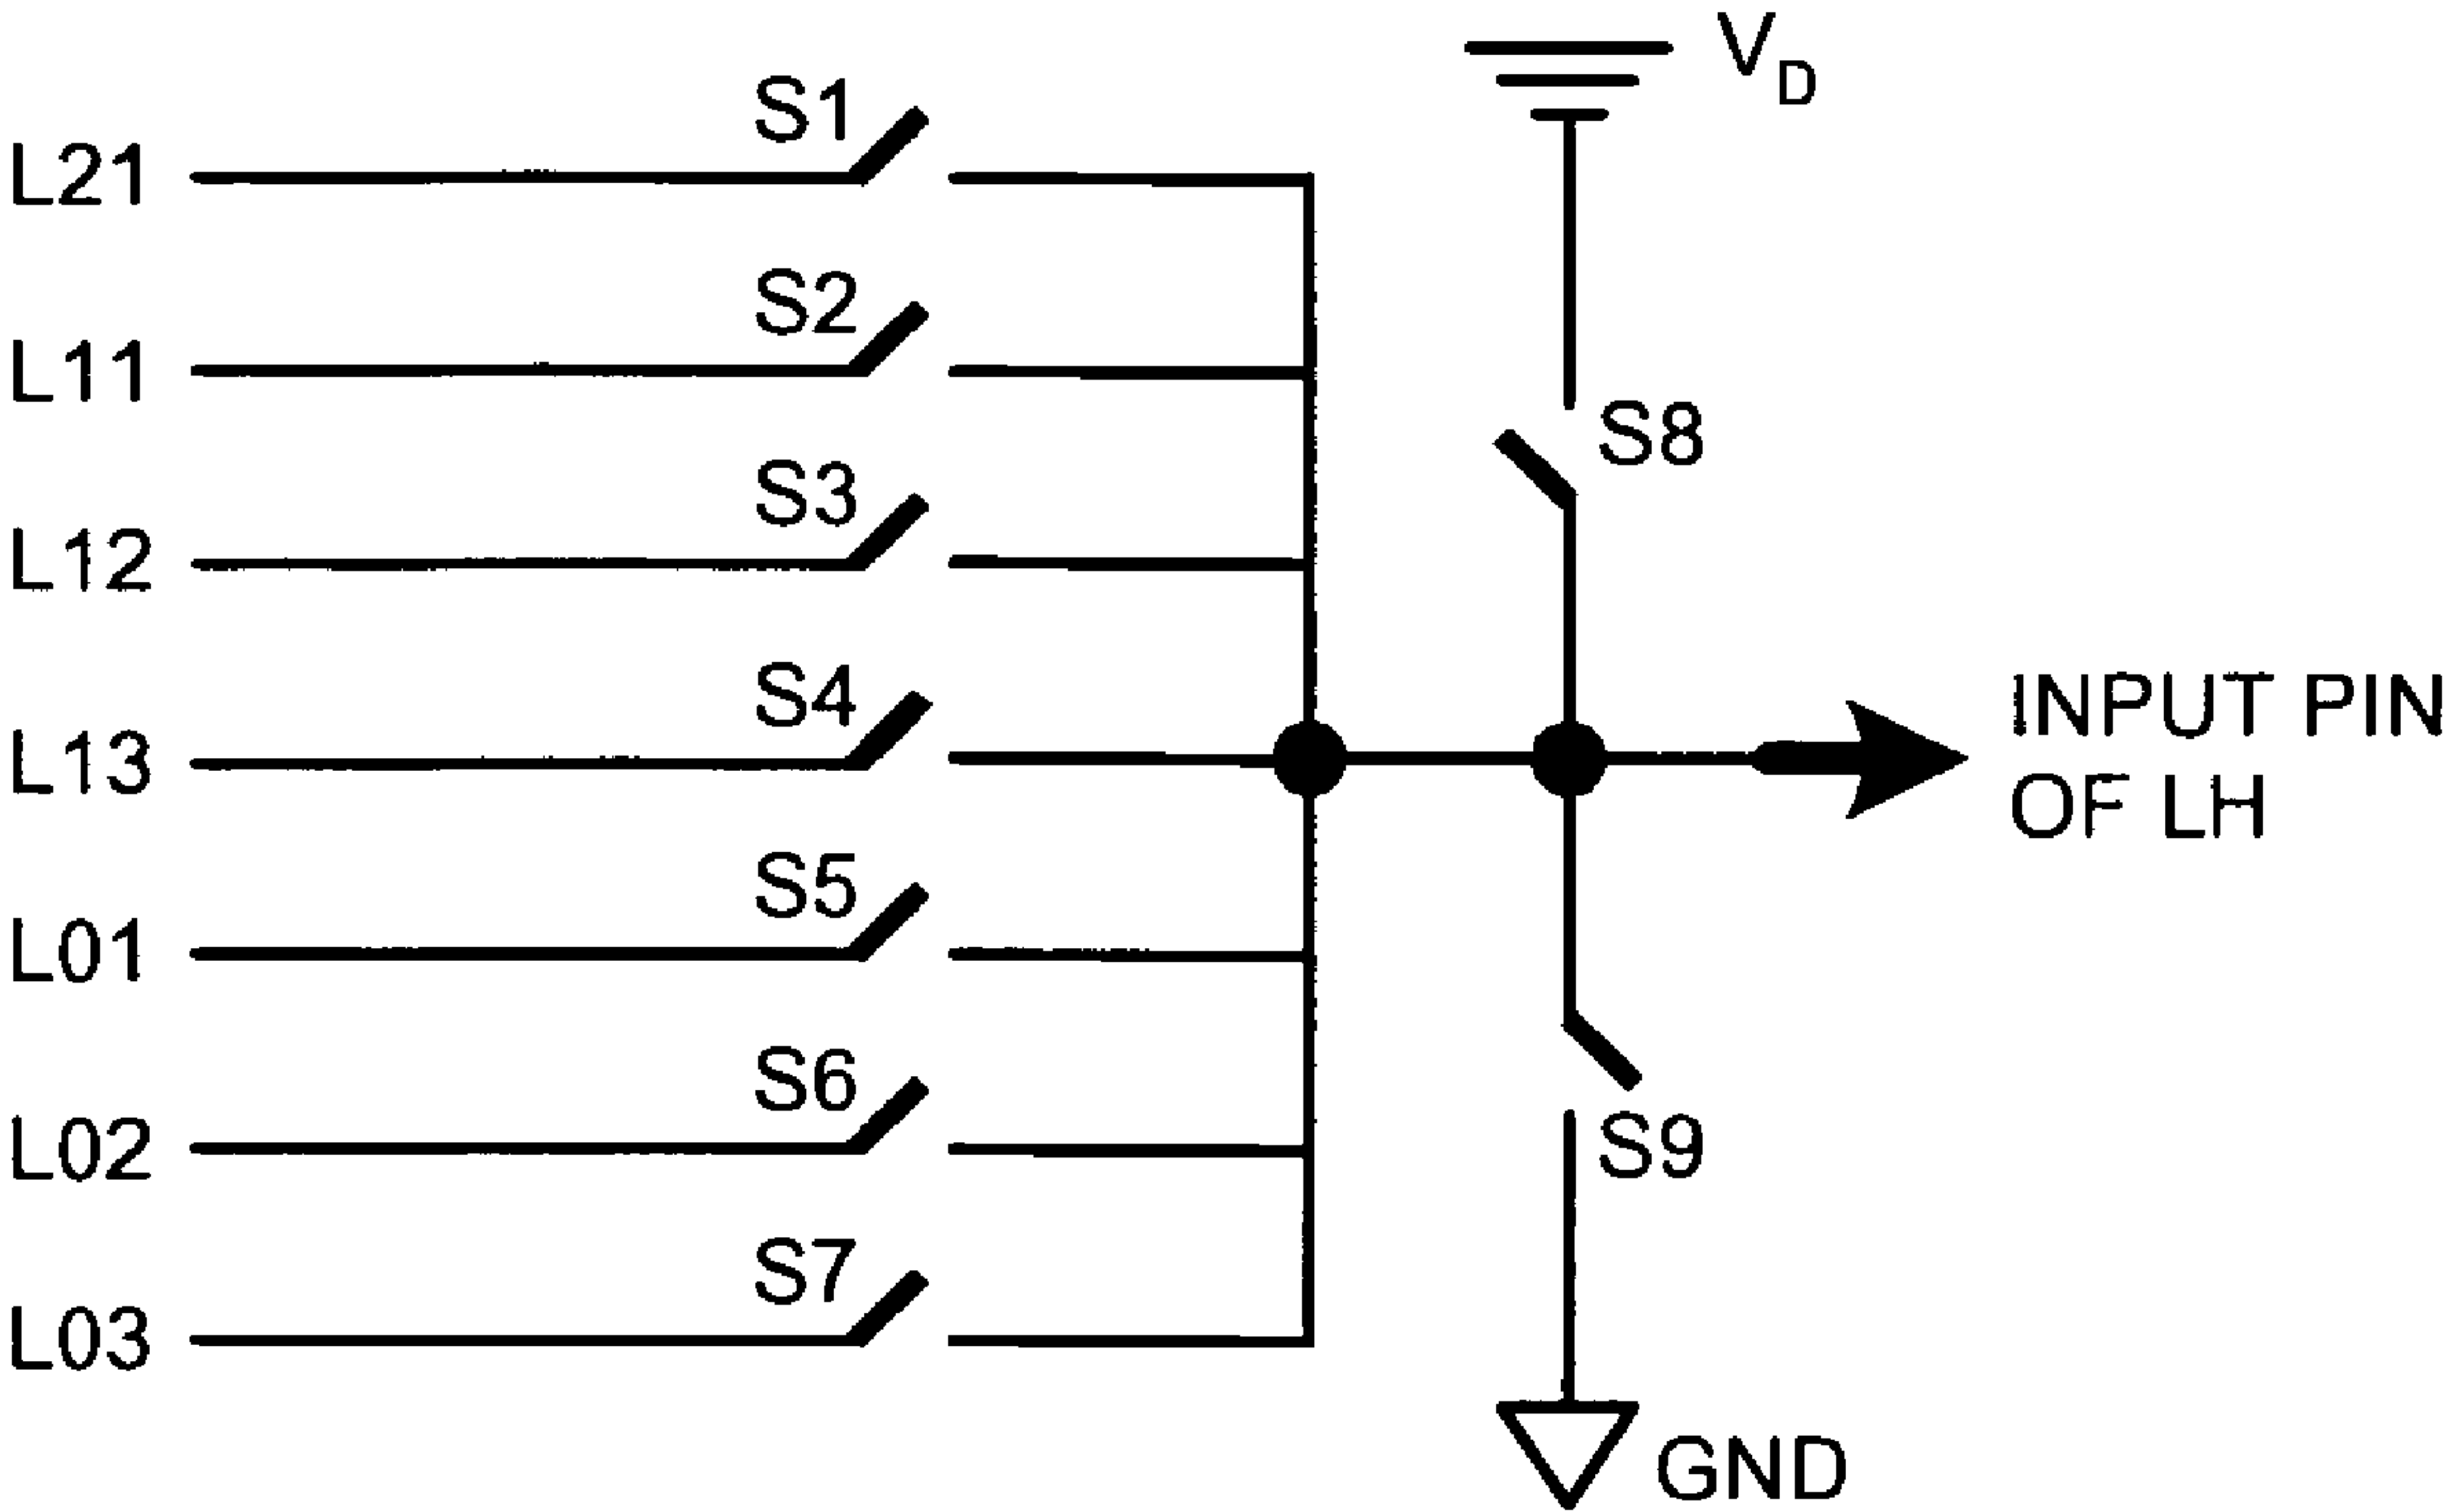 V_D
S1
L21
S2
L11
S8
S3
L12
INPUT PIN
OF LH
S4
L13
S5
L01
S6
L02
S9
S7
L03
GND